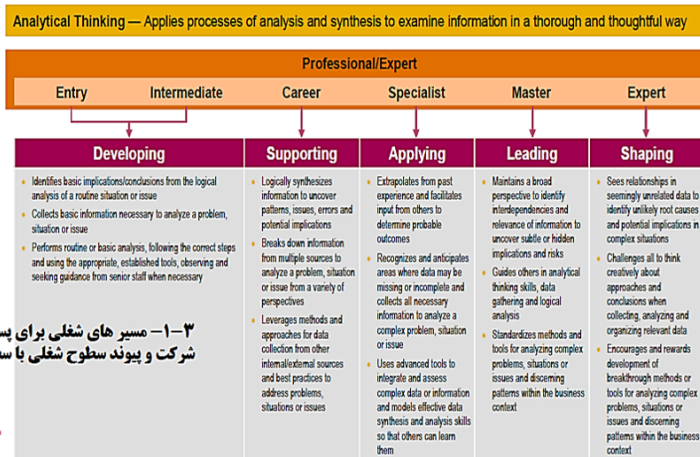 Analytical Thinking — Applies processes of analysis and synthesis to examine information in a thorough and thoughtful way
Professional/Expert
Entry Intermediate Career Specialist Master Expert
Developing Supporting Applying Leading Shaping
• Identifies basic implications/conclusions from the logical
analysis of a routine situation or issue
• Collects basic information necessary to analyze a problem,
situation or issue
• Performs routine or basic analysis, following the correct steps
and using the appropriate, established tools, observing and
seeking guidance from senior staff when necessary
• Logically synthesizes
information to uncover
patterns, issues, errors and
potential implications
• Breaks down information
from multiple sources to
analyze a problem, situation
or issue from a variety of
perspectives
• Leverages methods and
approaches for data
collection from other
internal/external sources
and best practices to
address problems,
situations or issues
• Extrapolates from past
experience and facilitates
input from others to
determine probable
outcomes
• Recognizes and anticipates
areas where data may be
missing or incomplete and
collects all necessary
information to analyze a
complex problem, situation
or issue
• Uses advanced tools to
integrate and assess
complex data or information
and models effective data
synthesis and analysis skills
so that others can learn
them
• Maintains a broad
perspective to identify
interdependencies and
relevance of information to
uncover subtle or hidden
implications and risks
• Guides others in analytical
thinking skills, data
gathering and logical
analysis
• Standardizes methods and
tools for analyzing complex
problems, situations or
issues and discerning
patterns within the business
context
• Sees relationships in
seemingly unrelated data to
identify unlikely root causes
and potential implications in
complex situations
• Challenges all to think
creatively about
approaches and
conclusions when
collecting, analyzing and
organizing relevant data
• Encourages and rewards
development of
breakthrough methods or
tools for analyzing complex
problems, situations or
issues and discerning
patterns within the business
context
۳-۱- مسیر های شغلی برای
شرکت و پیوند سطوح شغلی با